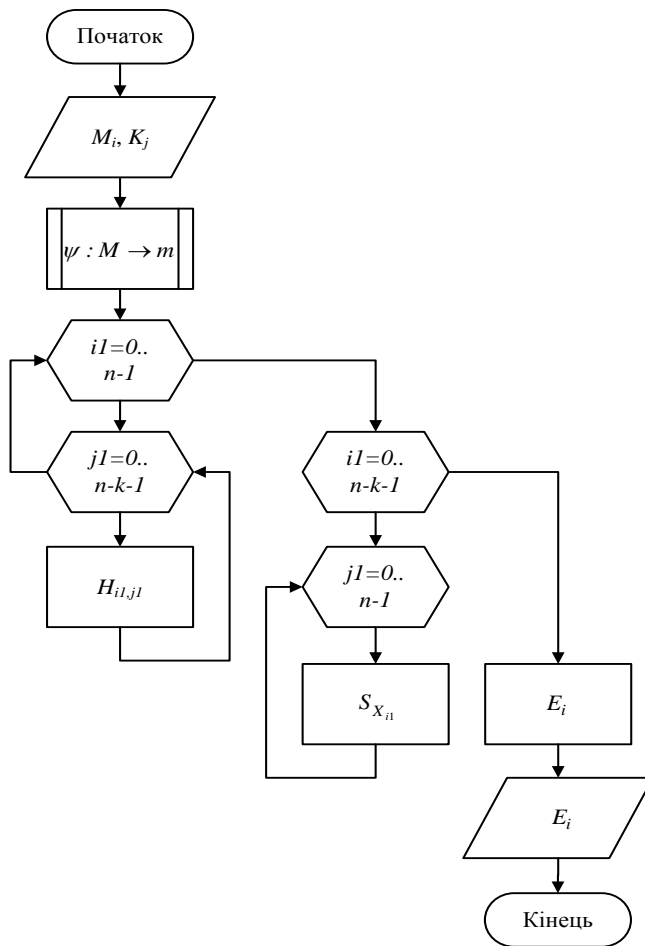 Початок
M_i, K_j
ψ : M → m
i1=0..
n-1
j1=0..
n-k-1
H_{i1,j1}
i1=0..
n-k-1
j1=0..
n-1
S_{X_{i1}}
E_i
E_i
Кінець